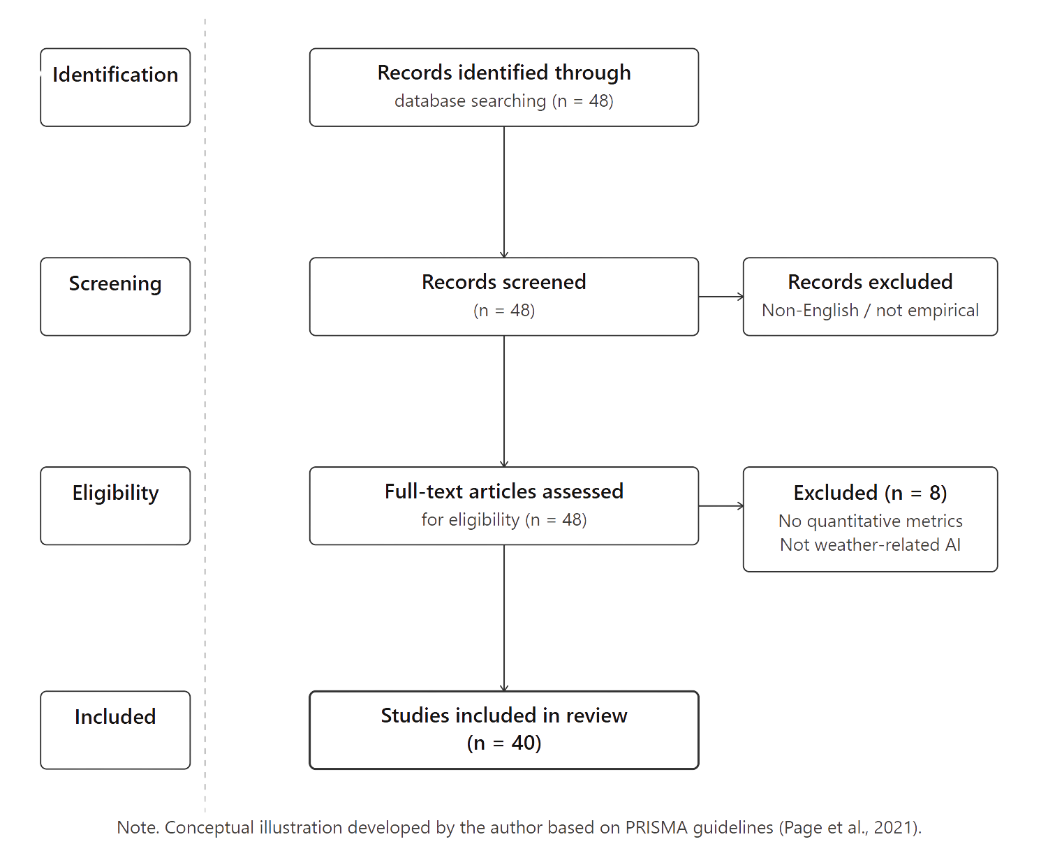 Identification
Records identified through
database searching (n = 48)
Screening
Records screened
(n = 48)
Records excluded
Non-English / not empirical
Eligibility
Full-text articles assessed
for eligibility (n = 48)
Excluded (n = 8)
No quantitative metrics
Not weather-related AI
Included
Studies included in review
(n = 40)
Note. Conceptual illustration developed by the author based on PRISMA guidelines (Page et al., 2021).